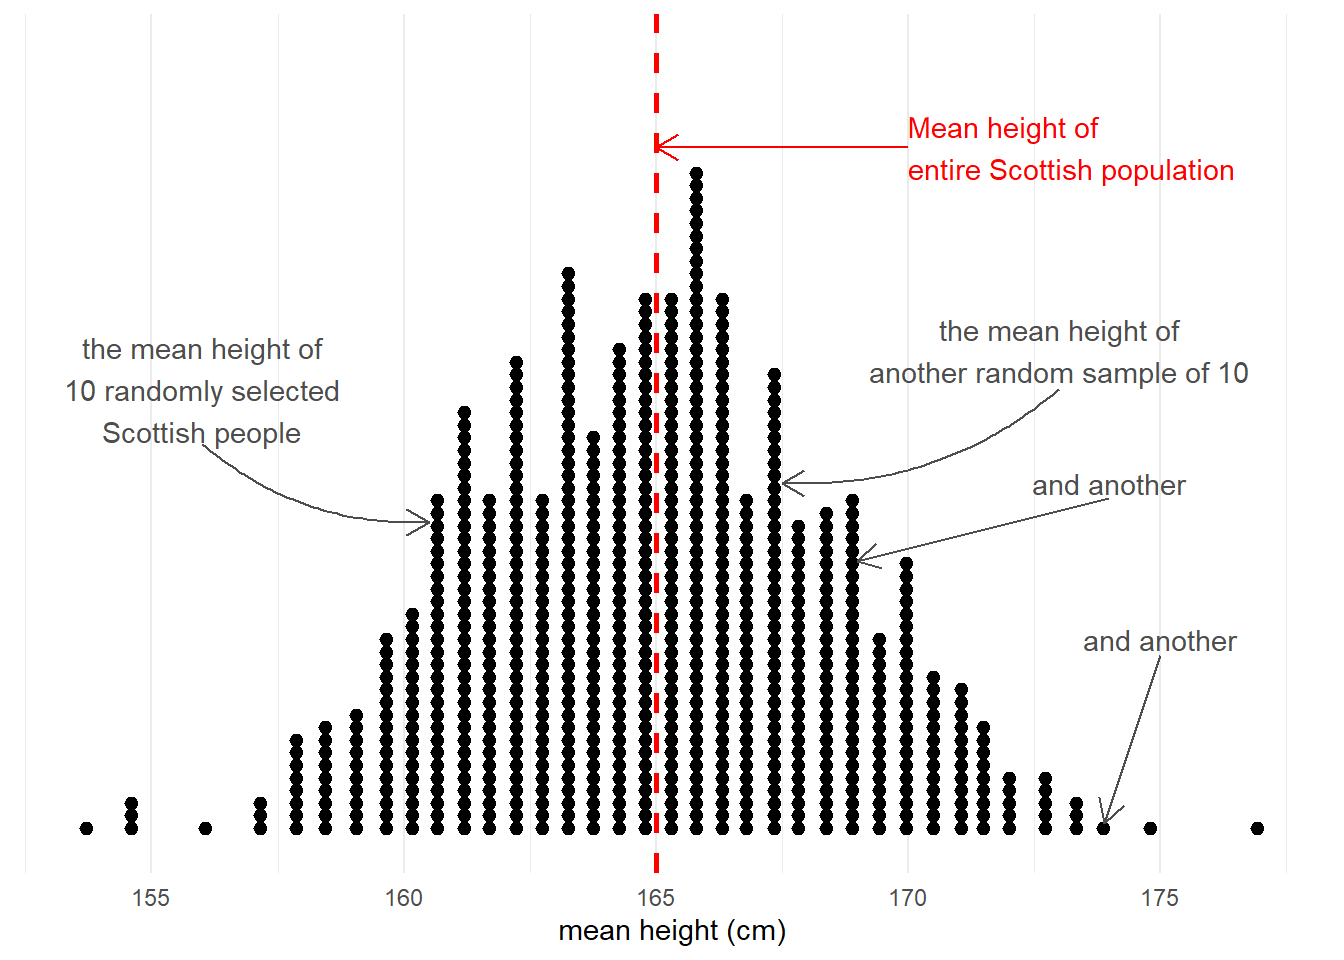 Mean height of
entire Scottish population
the mean height of
10 randomly selected
Scottish people
the mean height of
another random sample of 10
and another
and another
155 160 165 170 175
mean height (cm)